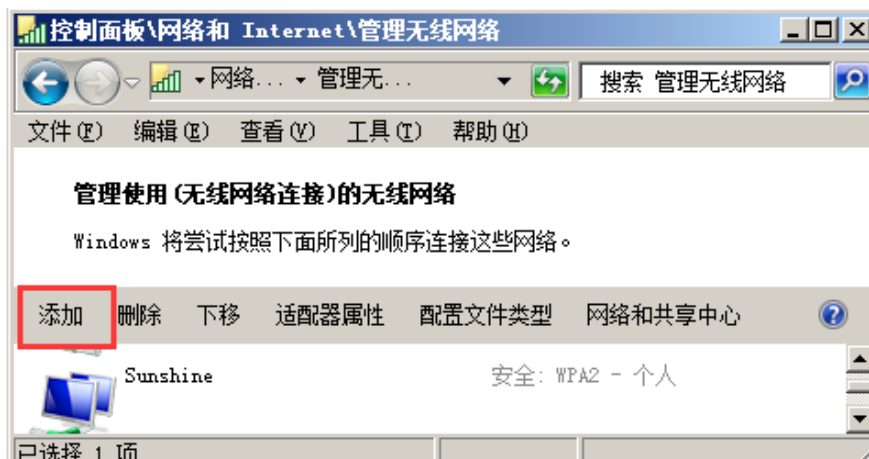 控制面板\网络和 Internet\管理无线网络
网络... 管理无... 搜索 管理无线网络
文件(F) 编辑(E) 查看(V) 工具(T) 帮助(H)
管理使用(无线网络连接)的无线网络
Windows 将尝试按照下面所列的顺序连接这些网络。
添加 删除 下移 适配器属性 配置文件类型 网络和共享中心
Sunshine 安全: WPA2 - 个人
已选择 1 项